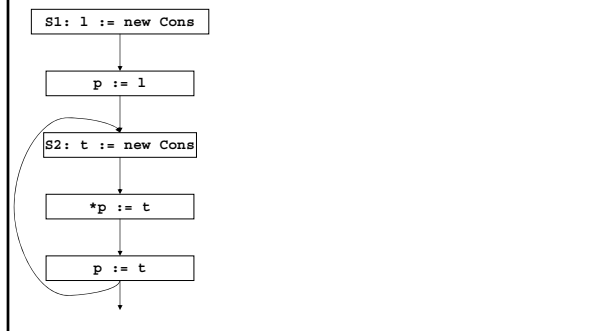 S1: l := new Cons
p := l
S2: t := new Cons
*p := t
p := t